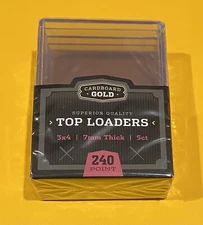 CARDBOARD
GOLD
SUPERIOR QUALITY
TOP LOADERS
3x4 | 7mm Thick | 5ct
240
POINT